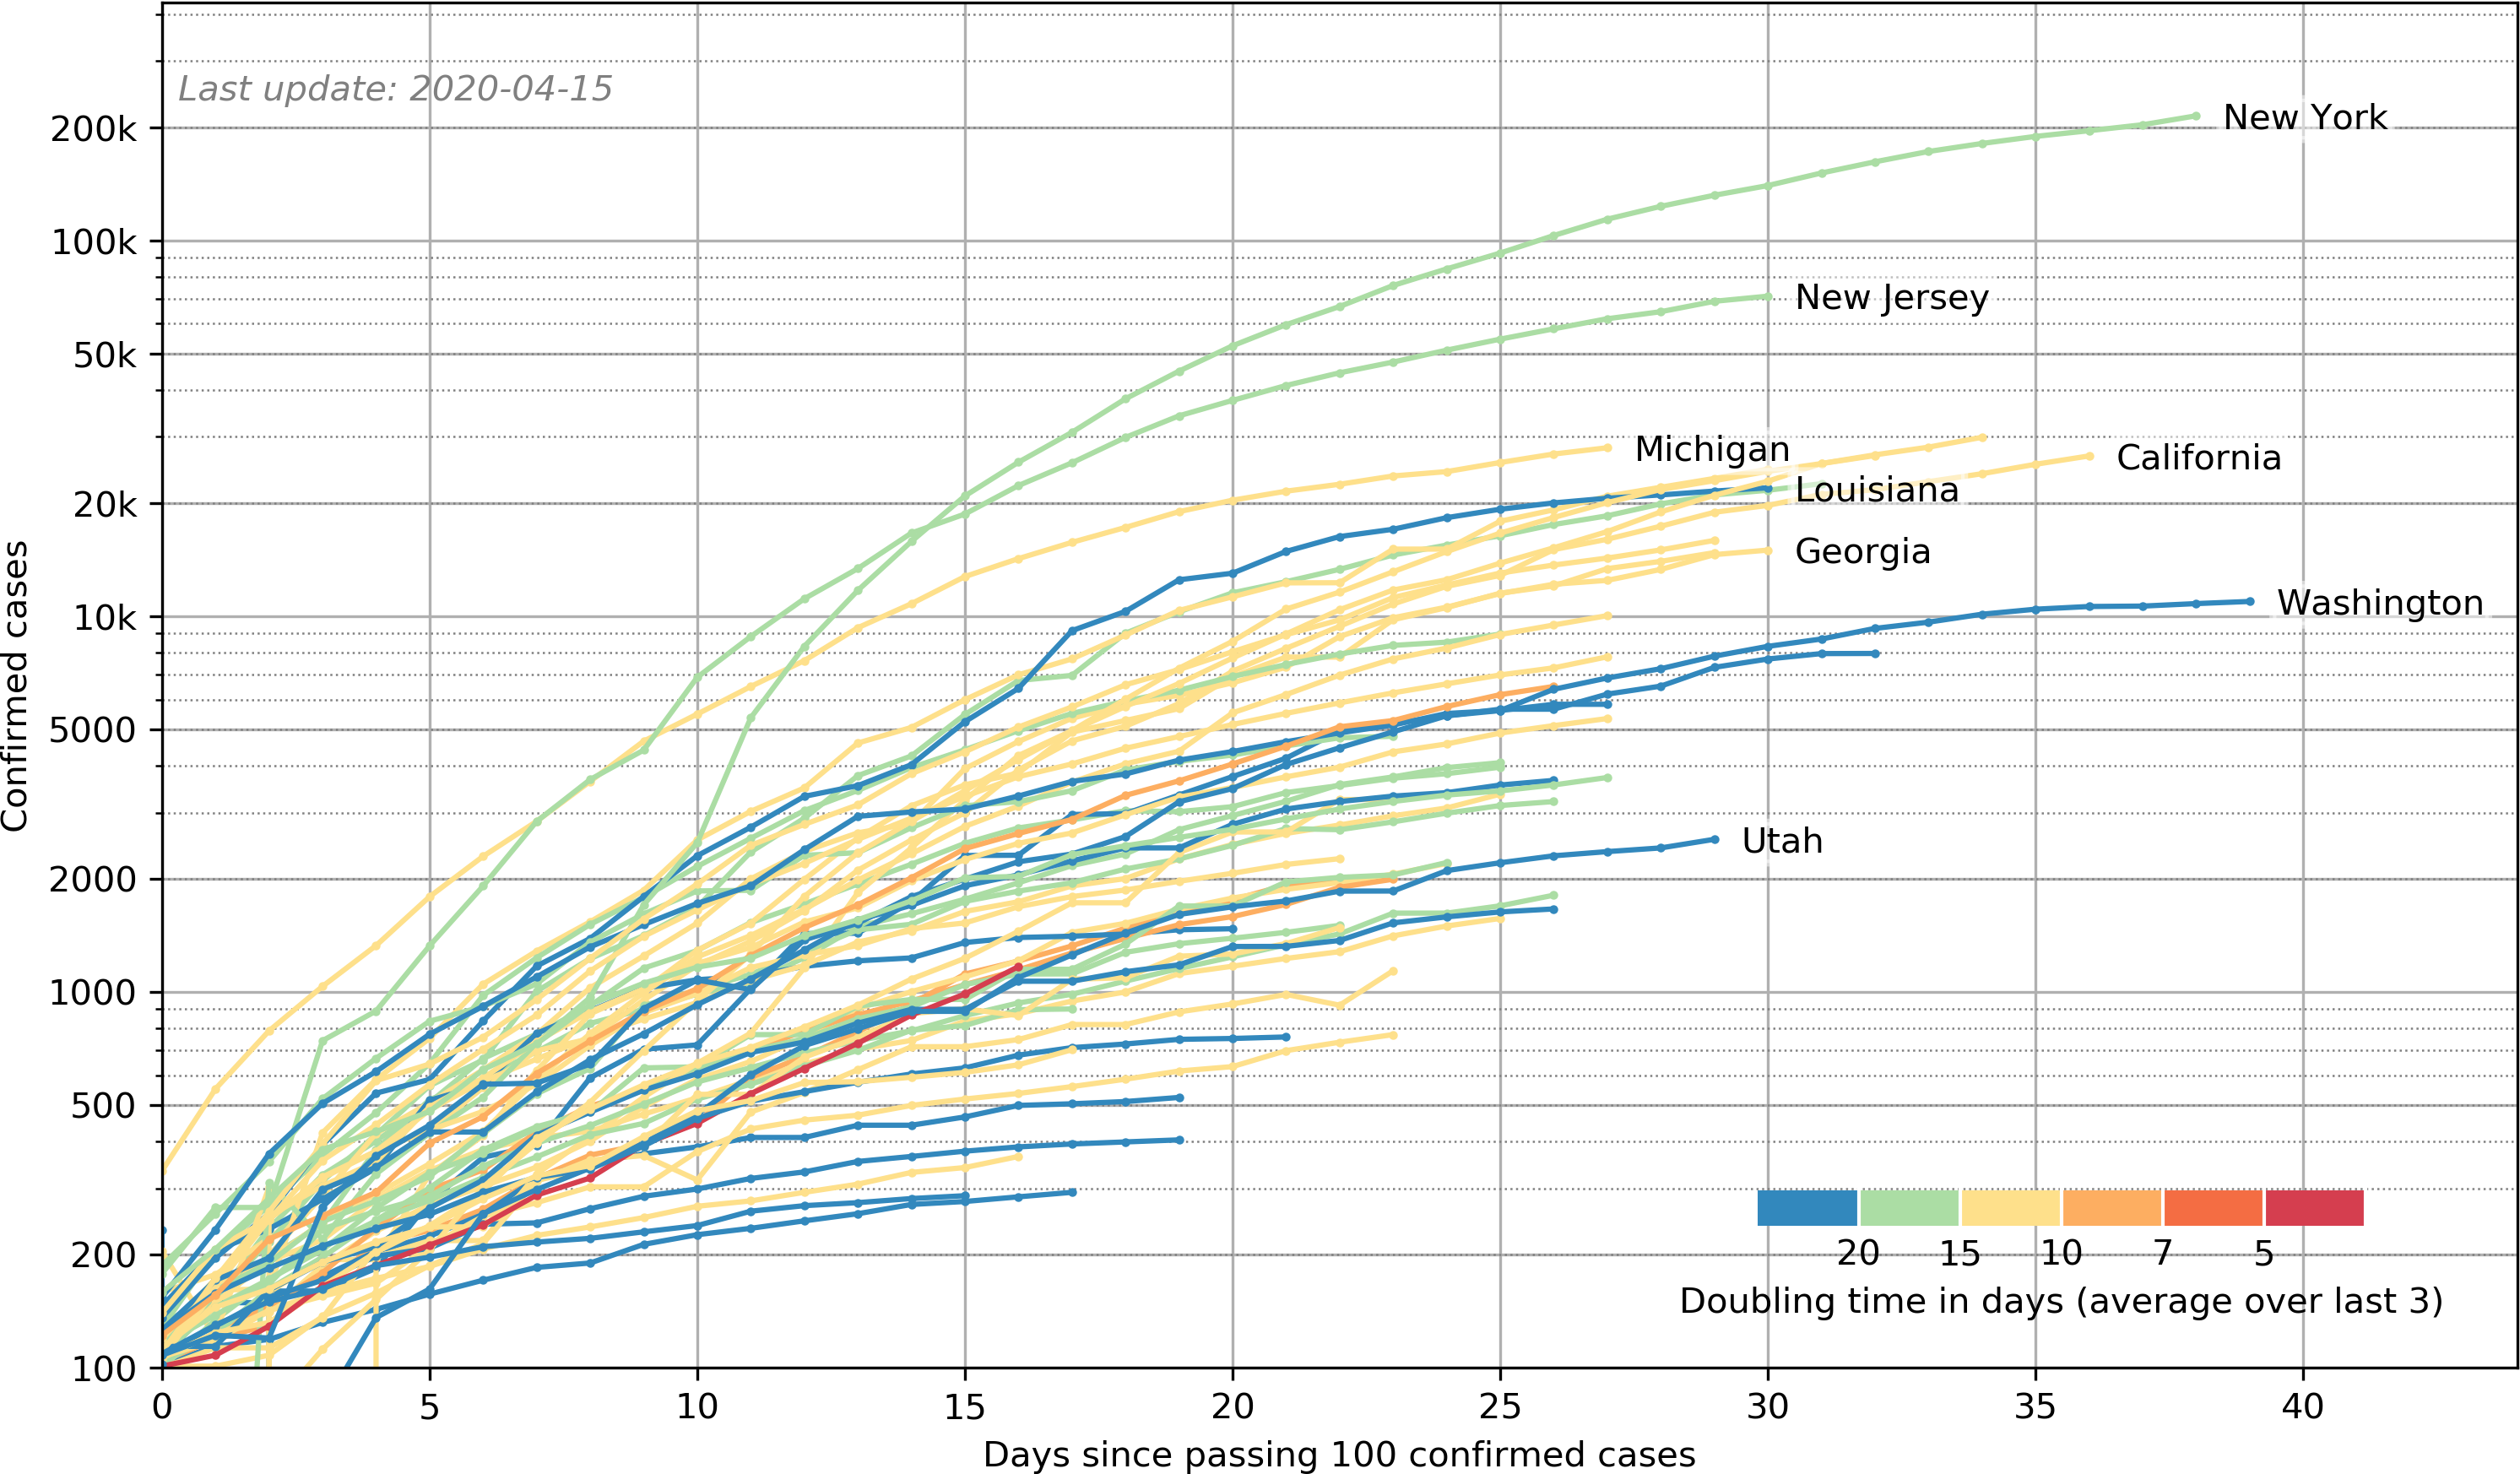 Last update: 2020-04-15
200k
100k
50k
20k
10k
5000
2000
1000
500
200
100
Confirmed cases
New York
New Jersey
Michigan
California
Louisiana
Georgia
Washington
Utah
20 15 10 7 5
Doubling time in days (average over last 3)
0 5 10 15 20 25 30 35 40
Days since passing 100 confirmed cases